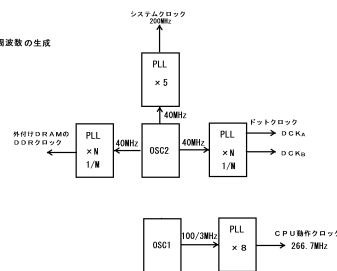 システムクロック
200MHz
周波数の生成
PLL
×5
40MHz
外付けDRAMの
DDRクロック
PLL
×N
1/M
40MHz
OSC2
40MHz
PLL
×N
1/M
ドットクロック
DCKA
DCKB
OSC1
100/3MHz
PLL
×8
CPU動作クロック
266.7MHz